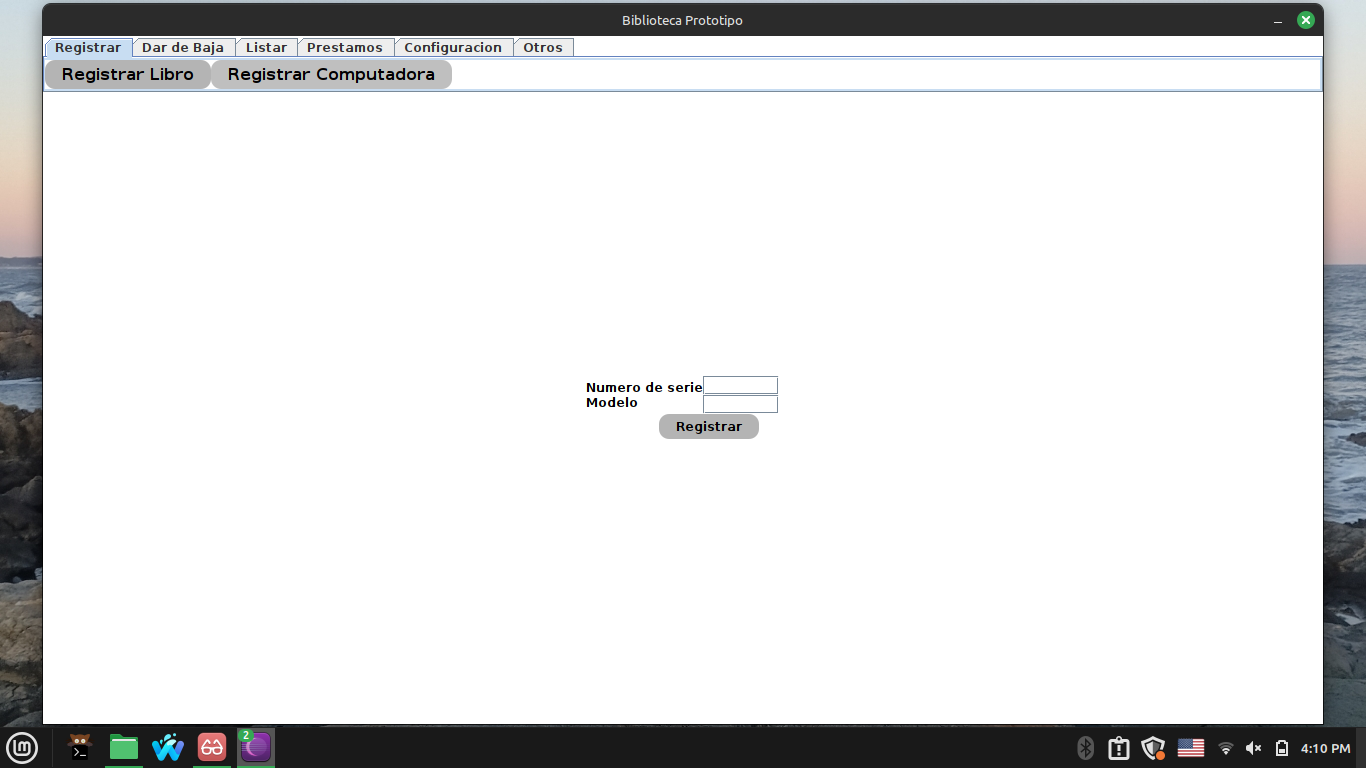 Biblioteca Prototipo
Registrar Dar de Baja Listar Prestamos Configuracion Otros
Registrar Libro Registrar Computadora
Numero de serie
Modelo
Registrar
2
4:10 PM